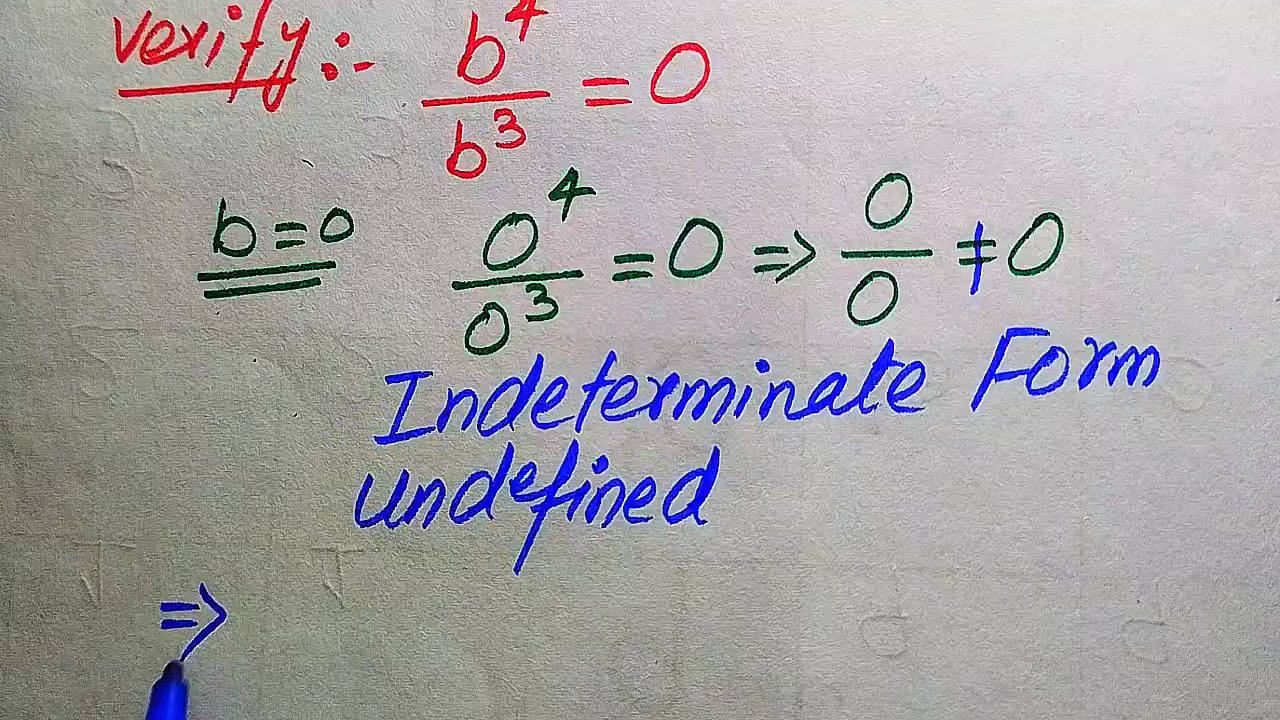 Verify :- b⁴/b³ = 0
b = 0 0⁴/0³ = 0 => 0/0 ≠ 0
Indeterminate Form
undefined
=>